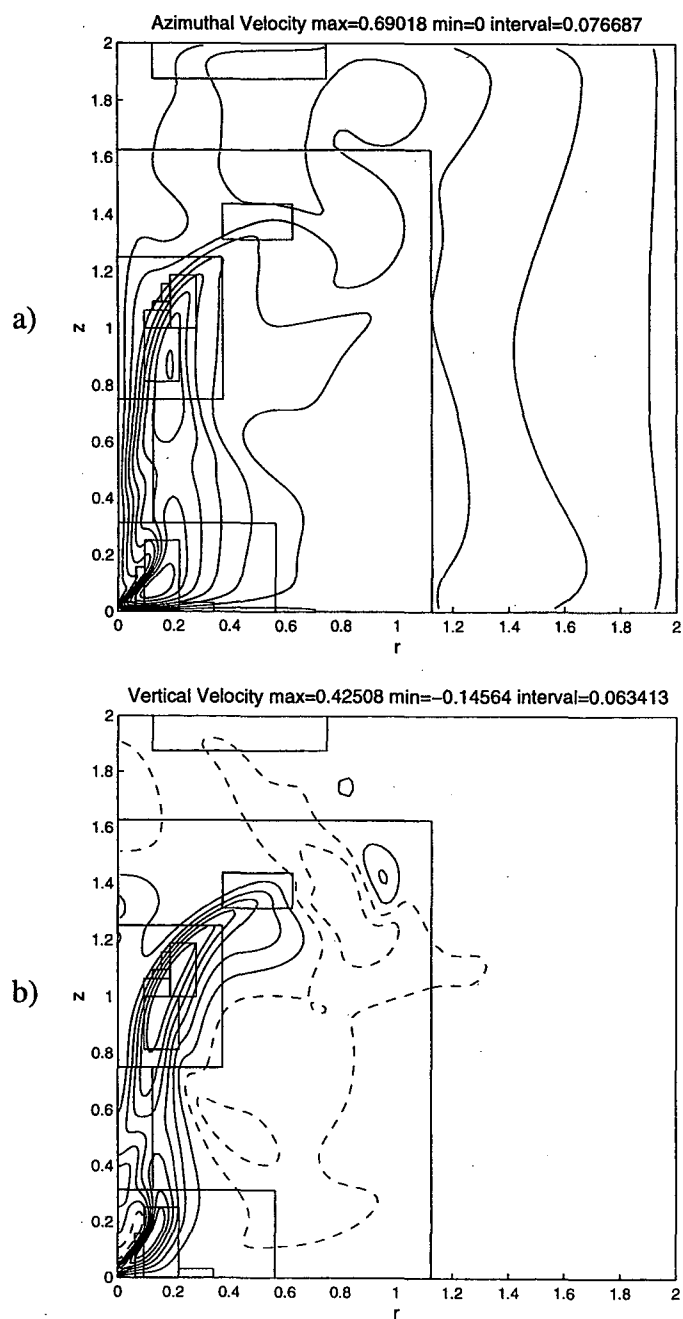 Azimuthal Velocity max=0.69018 min=0 interval=0.076687
2
1.8
1.6
1.4
1.2
1
0.8
0.6
0.4
0.2
0
z
a)
0 0.2 0.4 0.6 0.8 1 1.2 1.4 1.6 1.8 2
r
Vertical Velocity max=0.42508 min=−0.14564 interval=0.063413
2
1.8
1.6
1.4
1.2
1
0.8
0.6
0.4
0.2
0
z
b)
0 0.2 0.4 0.6 0.8 1 1.2 1.4 1.6 1.8 2
r